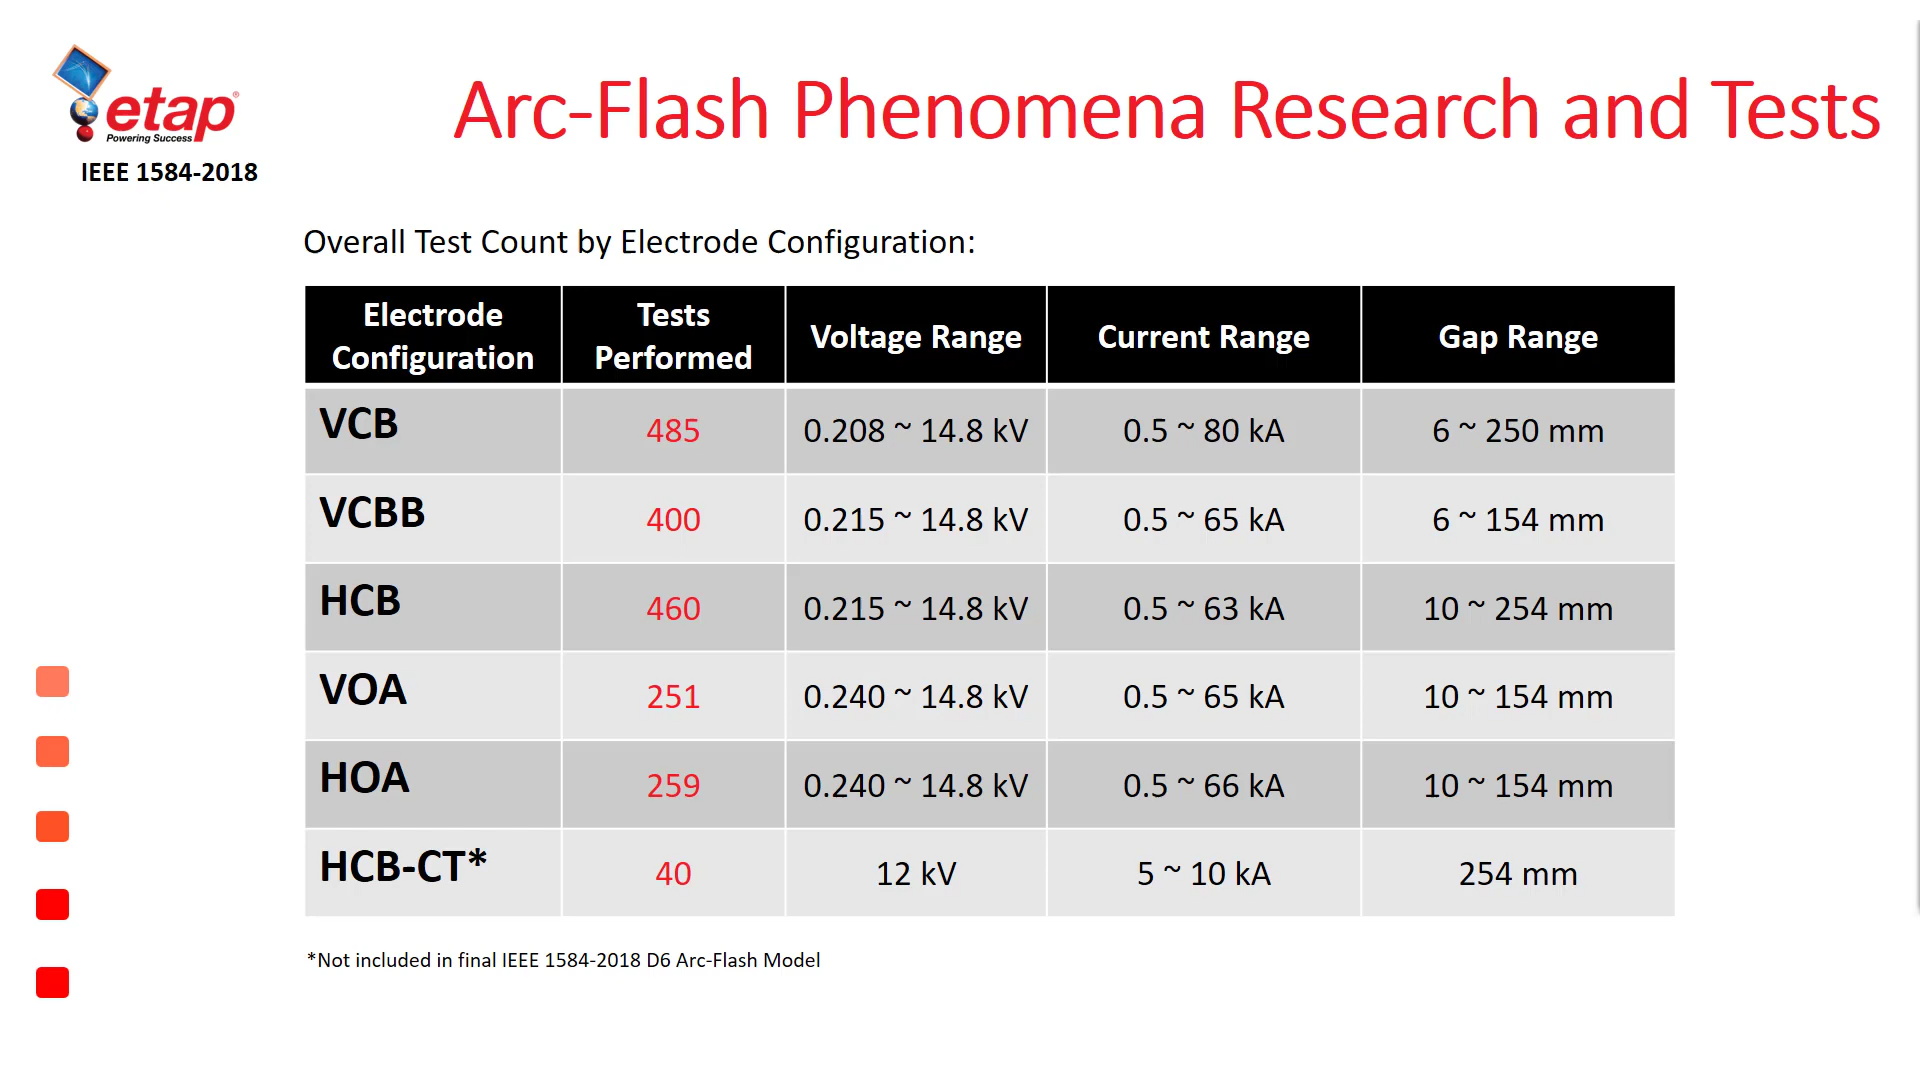 etap®
Powering Success
IEEE 1584-2018
Arc-Flash Phenomena Research and Tests
Overall Test Count by Electrode Configuration:
Electrode Configuration Tests Performed Voltage Range Current Range Gap Range
VCB 485 0.208 ~ 14.8 kV 0.5 ~ 80 kA 6 ~ 250 mm
VCBB 400 0.215 ~ 14.8 kV 0.5 ~ 65 kA 6 ~ 154 mm
HCB 460 0.215 ~ 14.8 kV 0.5 ~ 63 kA 10 ~ 254 mm
VOA 251 0.240 ~ 14.8 kV 0.5 ~ 65 kA 10 ~ 154 mm
HOA 259 0.240 ~ 14.8 kV 0.5 ~ 66 kA 10 ~ 154 mm
HCB-CT* 40 12 kV 5 ~ 10 kA 254 mm
*Not included in final IEEE 1584-2018 D6 Arc-Flash Model